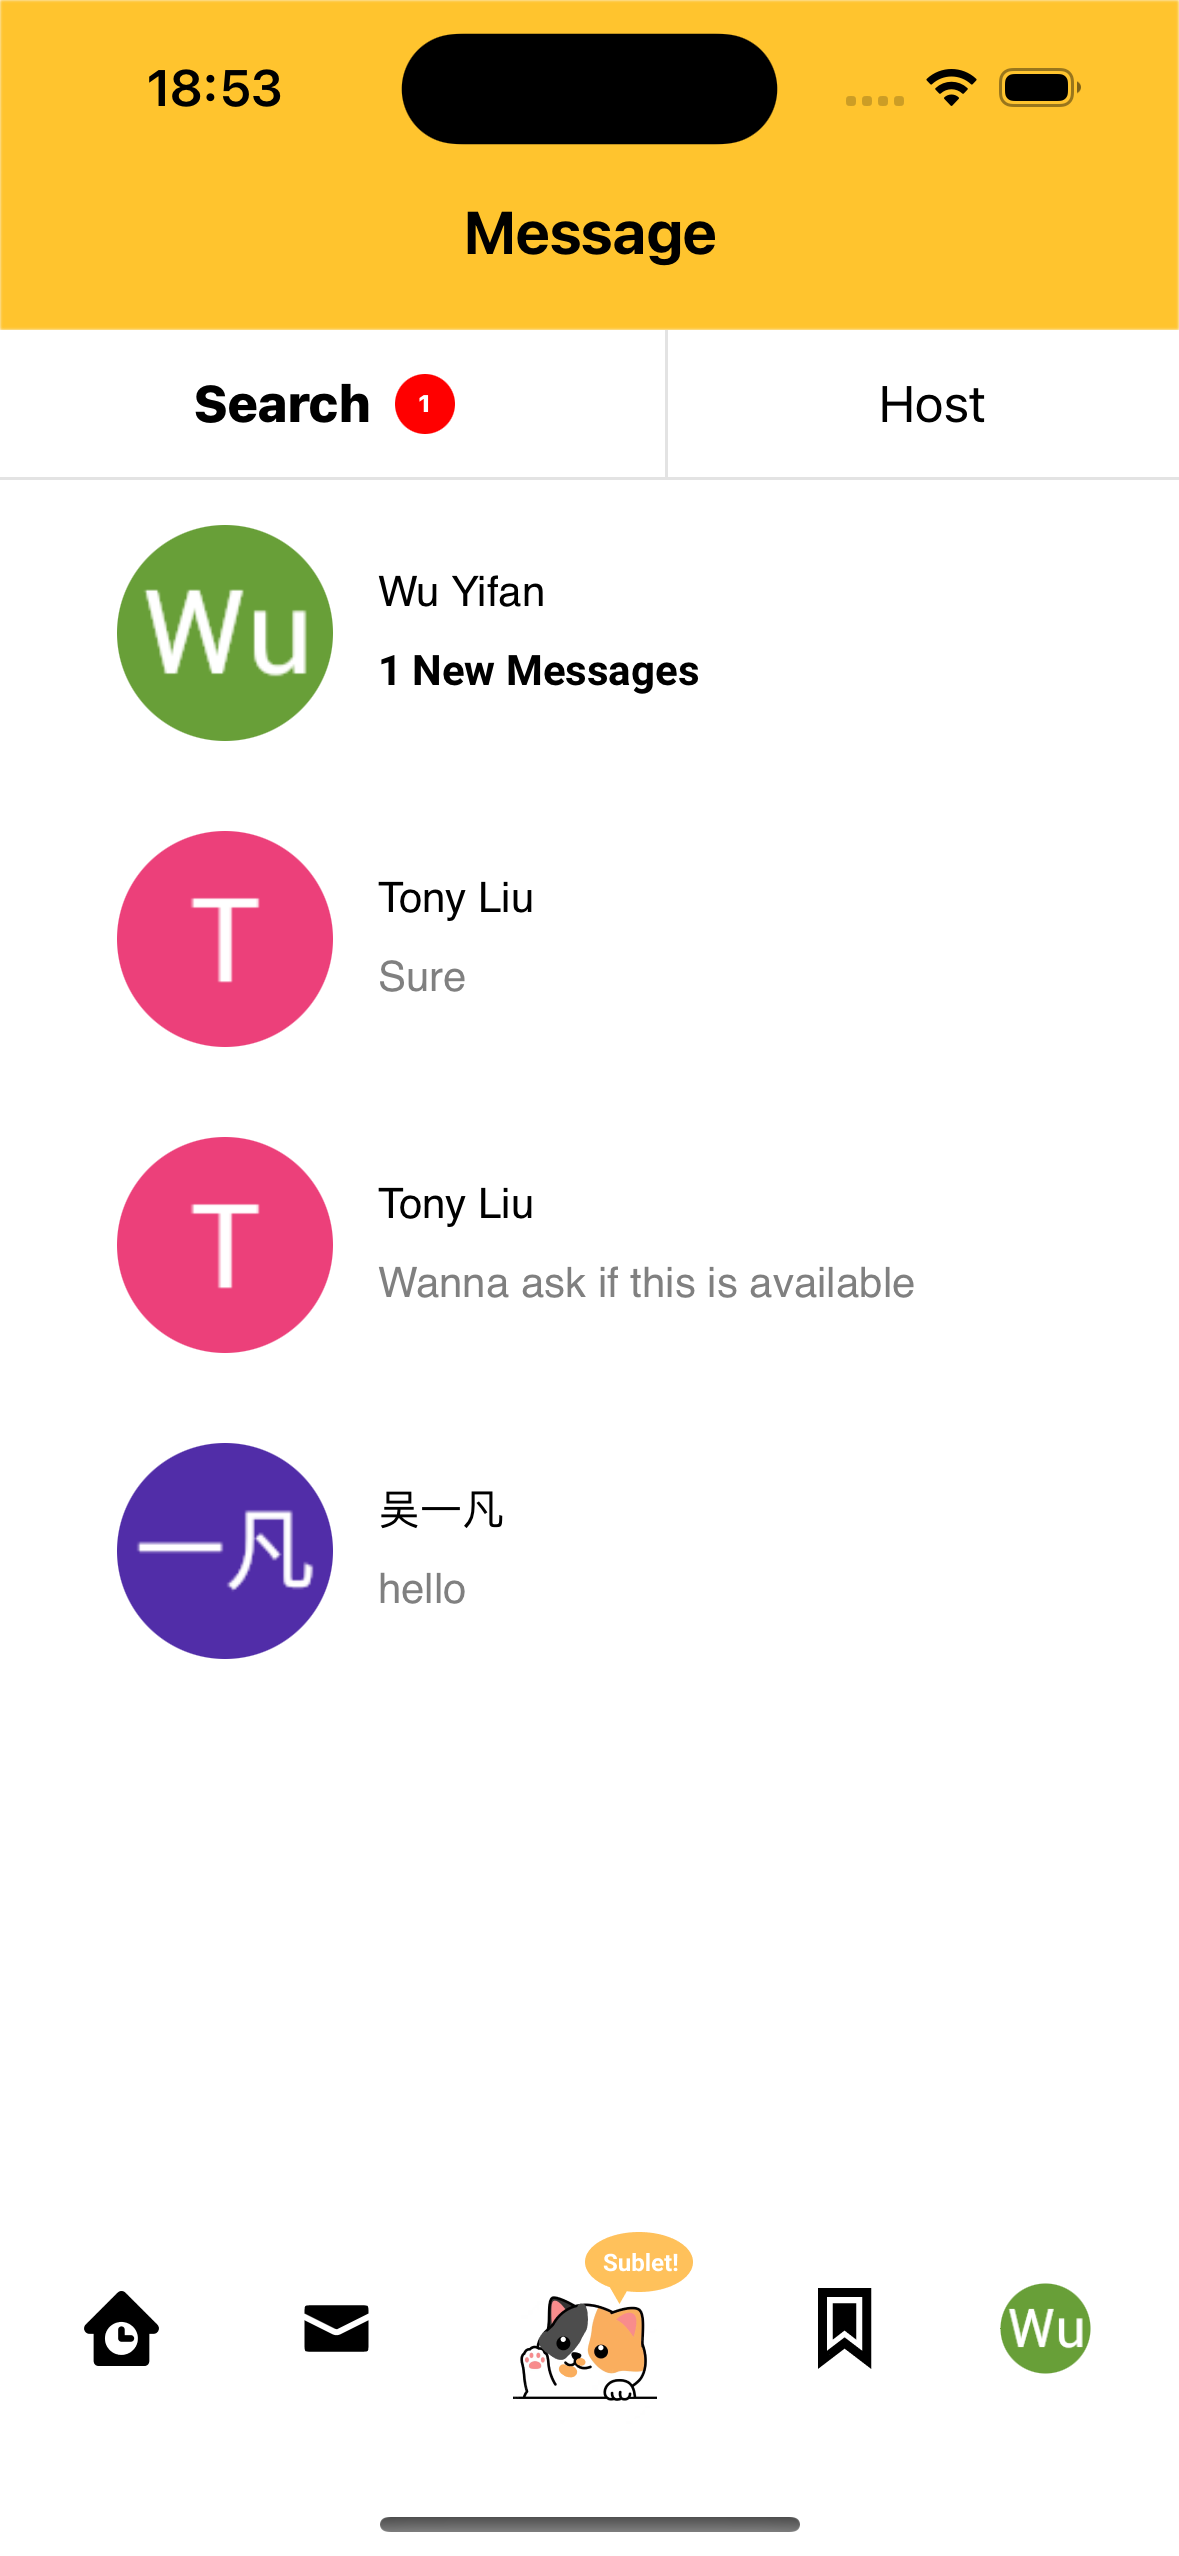 18:53
Message
Search 1
Host
Wu
Wu Yifan
1 New Messages
T
Tony Liu
Sure
T
Tony Liu
Wanna ask if this is available
一凡
吴一凡
hello
Sublet!
Wu